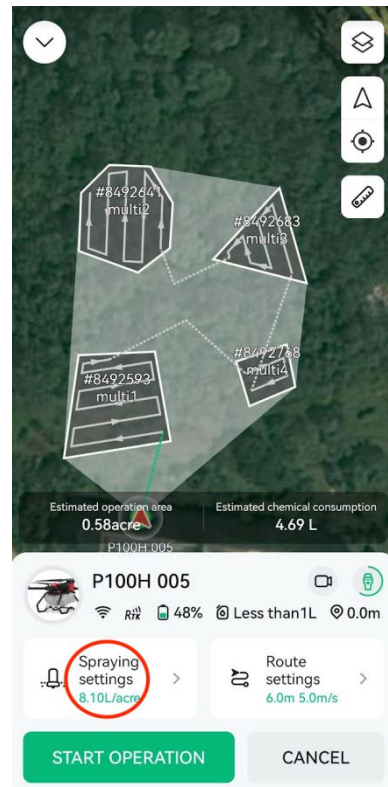 #8492641
multi2
#8492683
multi3
#8492768
multi4
#8492593
multi1
Estimated operation area
0.58acre
Estimated chemical consumption
4.69 L
P100H 005
P100H 005
RTK 48% Less than1L 0.0m
Spraying
settings
8.10L/acre
Route
settings
6.0m 5.0m/s
START OPERATION
CANCEL